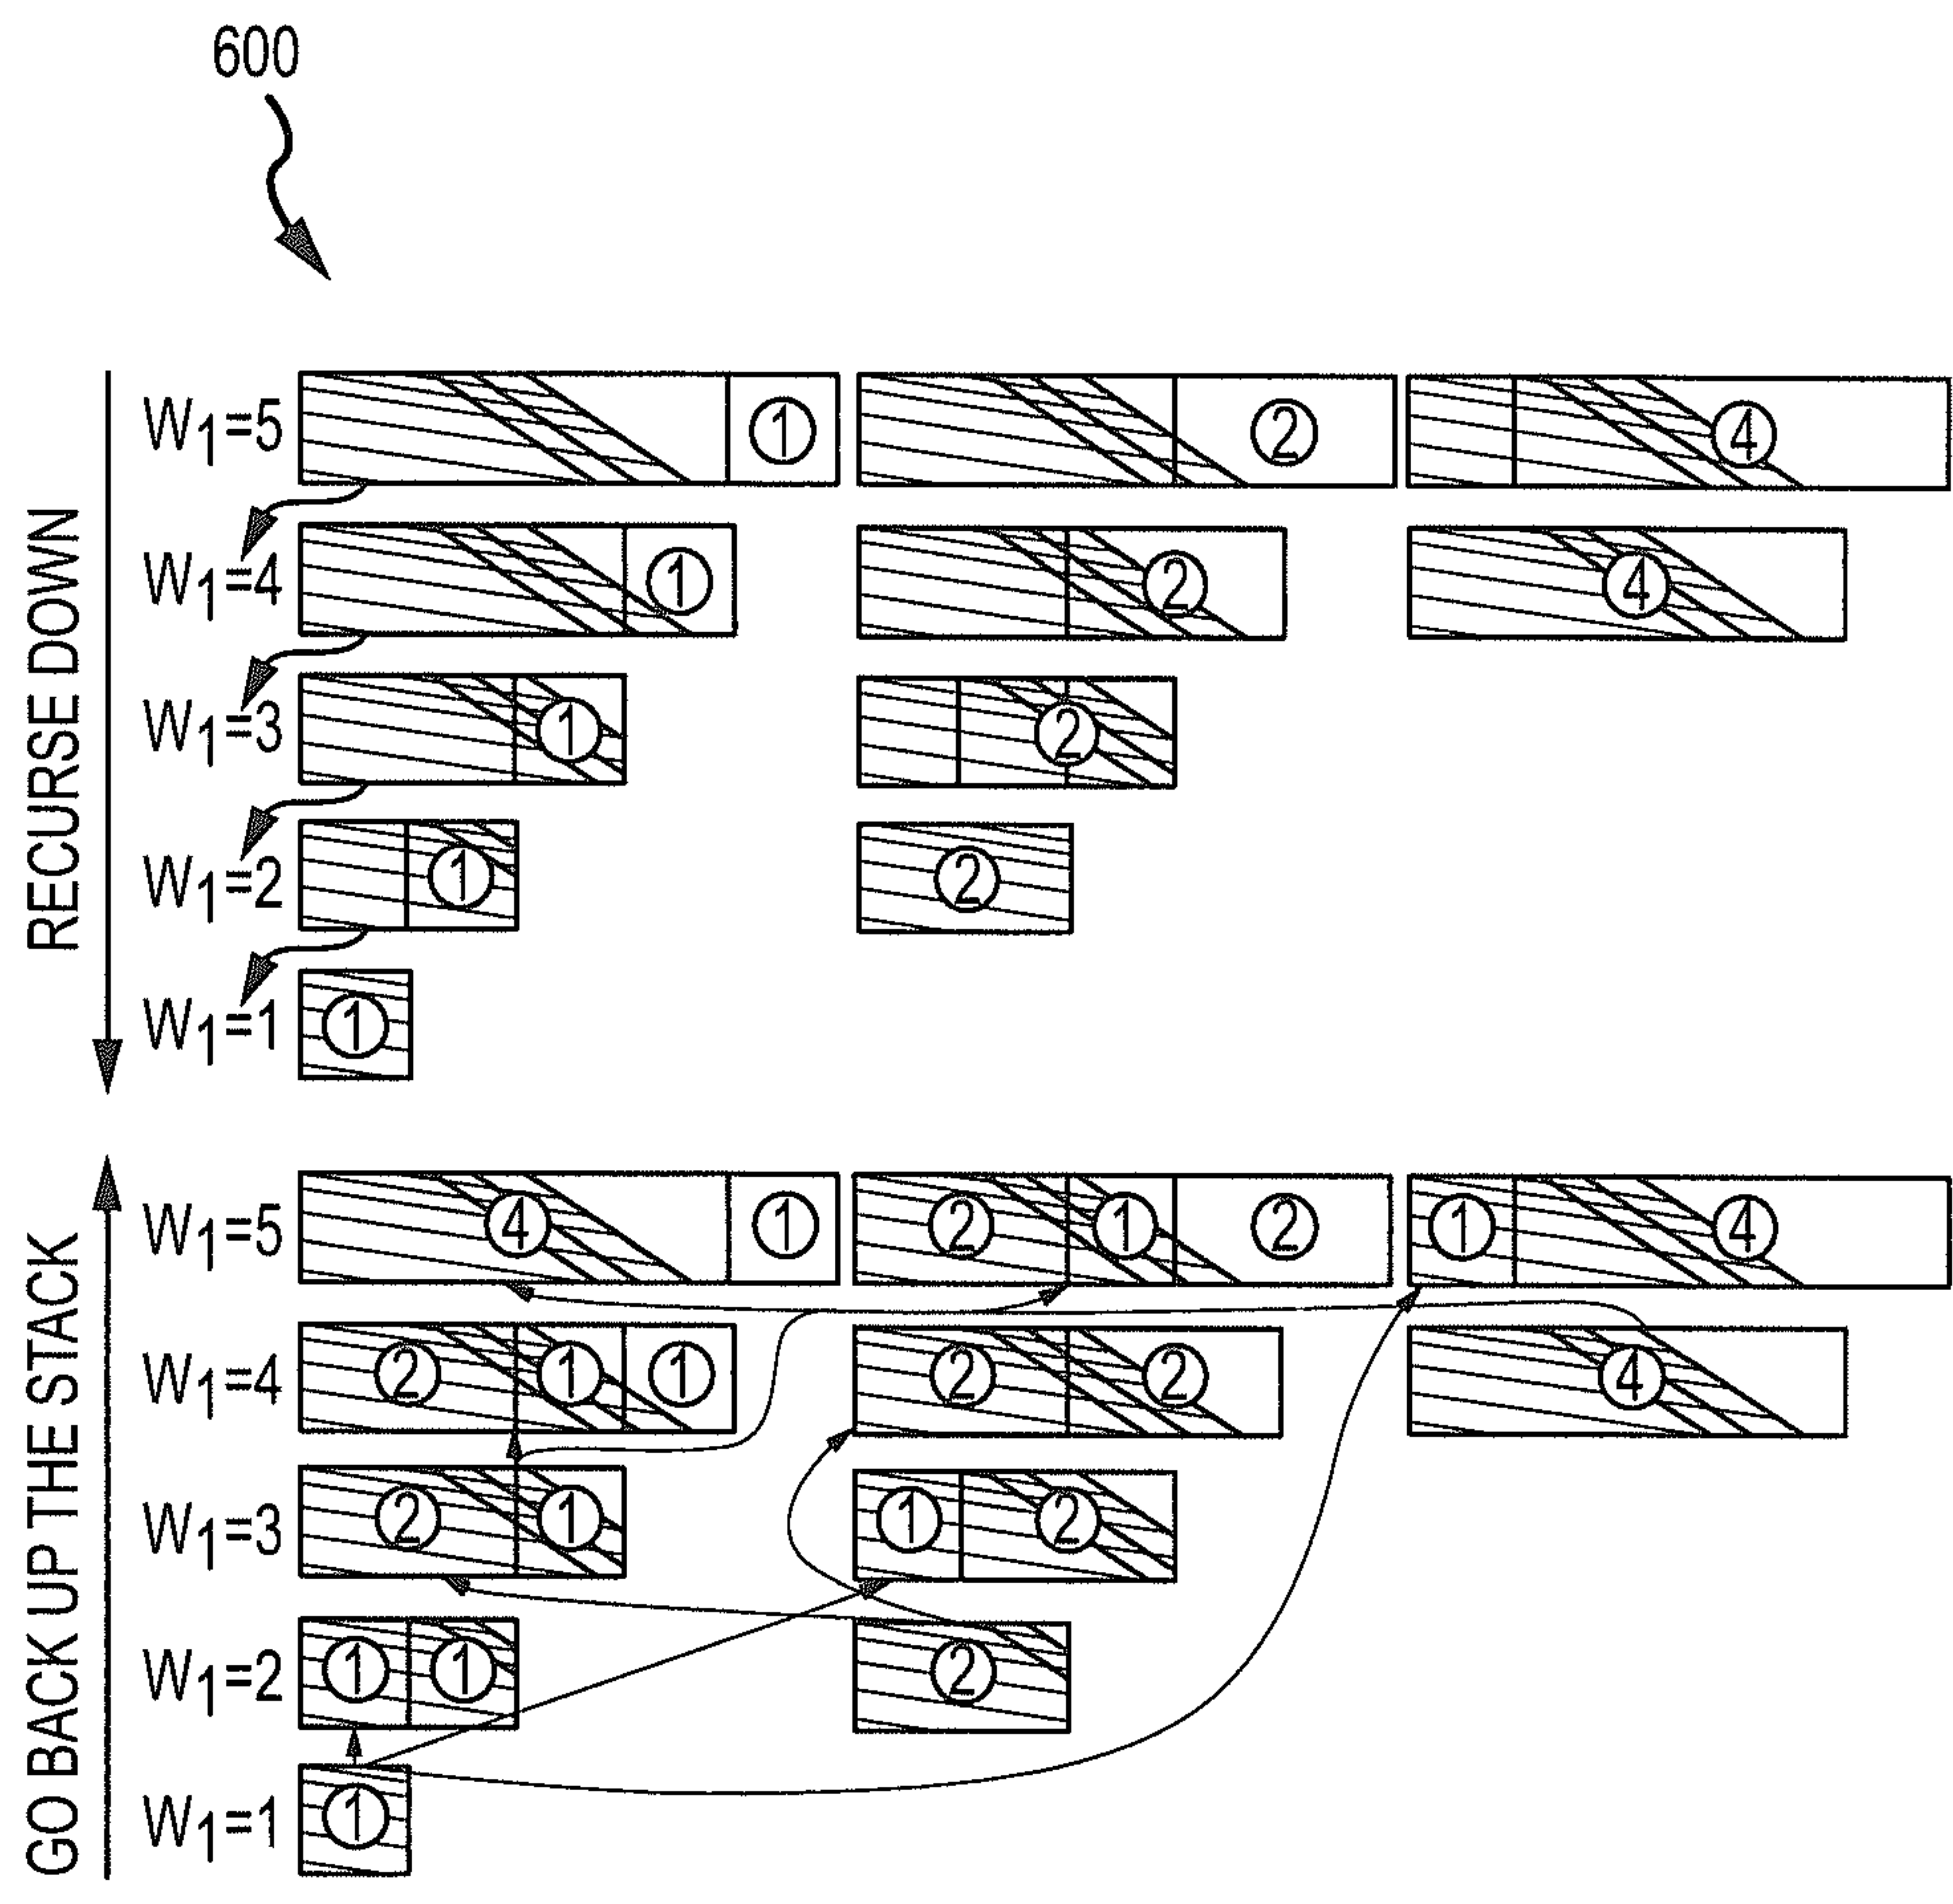 600
RECURSE DOWN
W1=5 1 2 4
W1=4 1 2 4
W1=3 1 2
W1=2 1 2
W1=1 1
GO BACK UP THE STACK
W1=5 4 1 2 1 2 1 4
W1=4 2 1 1 2 2 4
W1=3 2 1 1 2
W1=2 1 1 2
W1=1 1